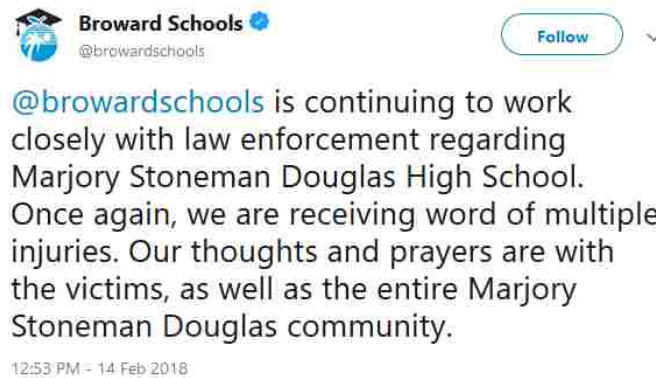 Broward Schools
@browardschools
Follow
@browardschools is continuing to work
closely with law enforcement regarding
Marjory Stoneman Douglas High School.
Once again, we are receiving word of multiple
injuries. Our thoughts and prayers are with
the victims, as well as the entire Marjory
Stoneman Douglas community.
12:53 PM - 14 Feb 2018